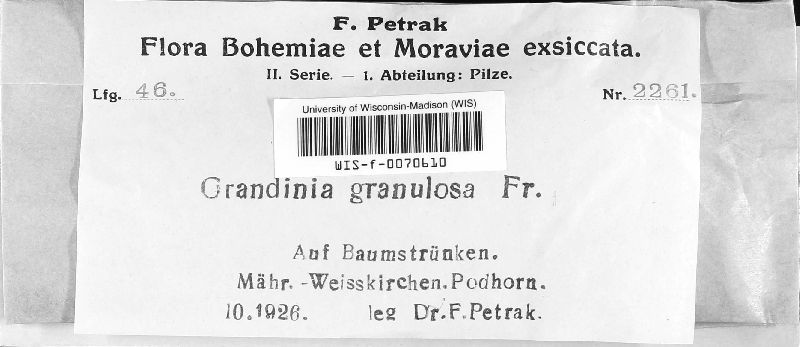 F. Petrak
Flora Bohemiae et Moraviae exsiccata.
II. Serie. — 1. Abteilung: Pilze.
Lfg. 46. Nr. 2261.
University of Wisconsin-Madison (WIS)
WIS-f-0070610
Grandinia granulosa Fr.
Auf Baumstrünken.
Mähr.-Weisskirchen. Podhorn.
10.1926. leg Dr. F. Petrak.